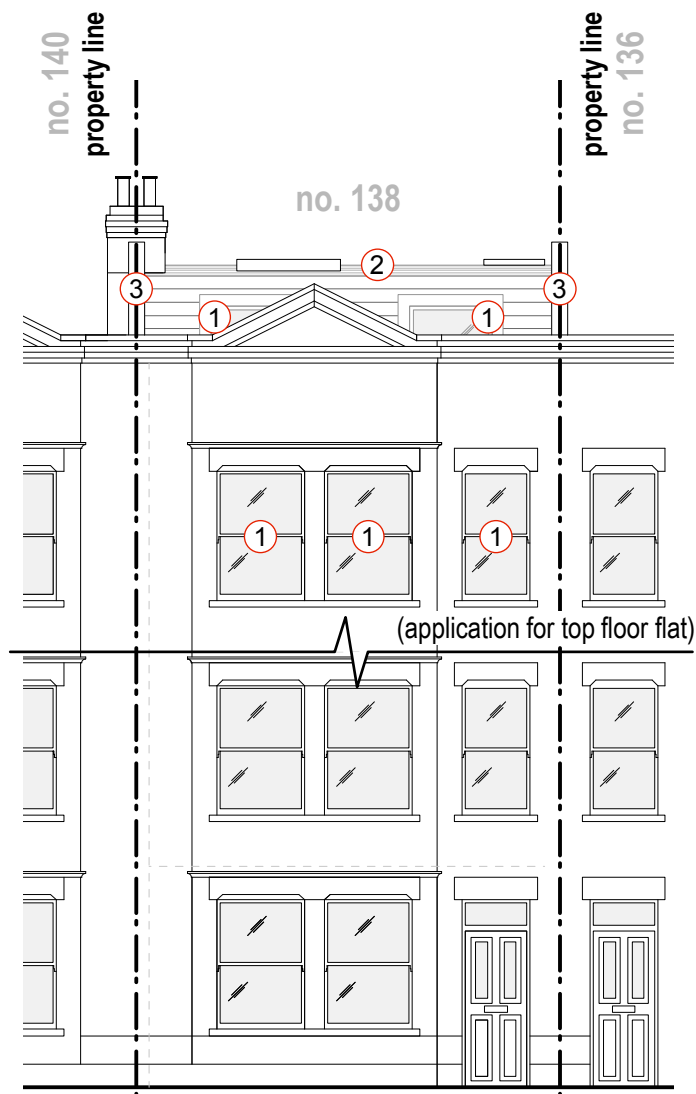 no. 140
property line
property line
no. 136
no. 138
2
3
3
1
1
1
1
1
(application for top floor flat)